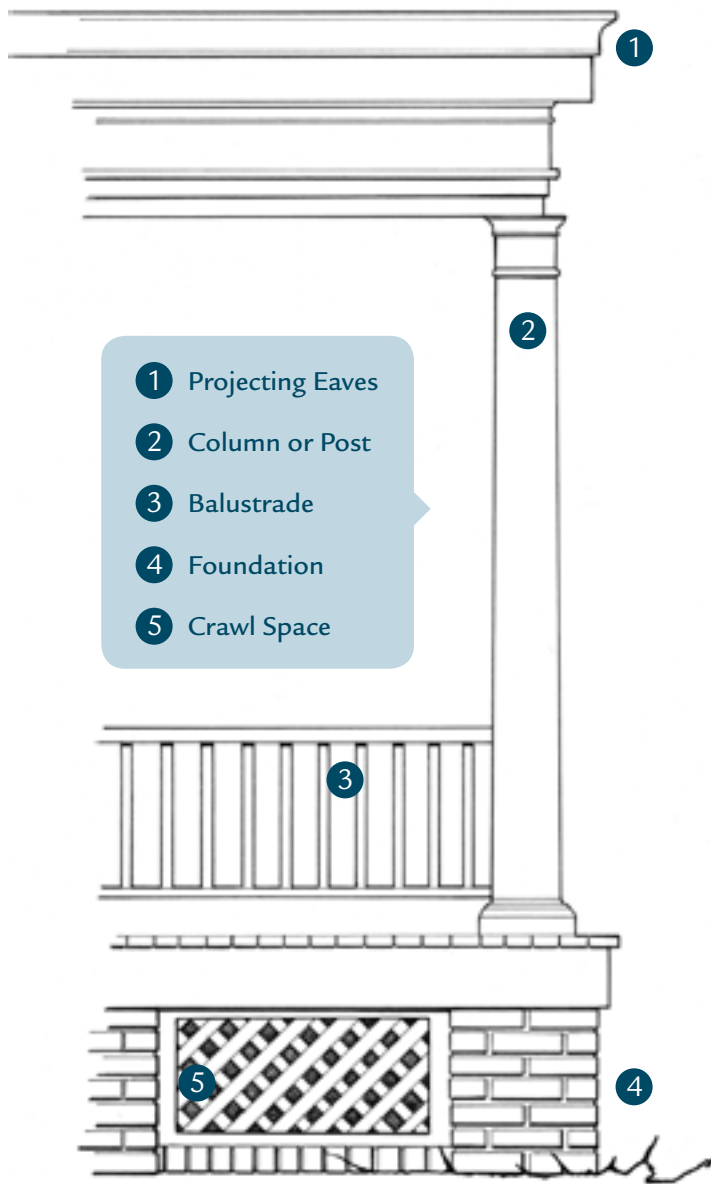 1
2
1 Projecting Eaves
2 Column or Post
3 Balustrade
4 Foundation
5 Crawl Space
3
5
4